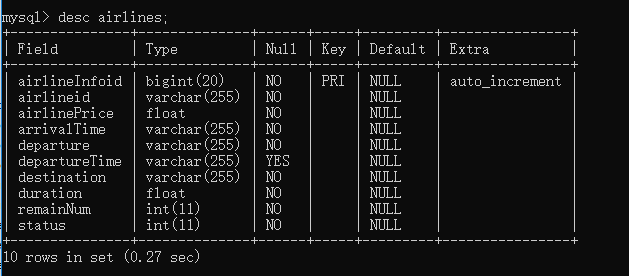 mysql> desc airlines;
+---------------+--------------+------+-----+---------+----------------+
| Field         | Type         | Null | Key | Default | Extra          |
+---------------+--------------+------+-----+---------+----------------+
| airlineInfoid | bigint(20)   | NO   | PRI | NULL    | auto_increment |
| airlineid     | varchar(255) | NO   |     | NULL    |                |
| airlinePrice  | float        | NO   |     | NULL    |                |
| arrivalTime   | varchar(255) | NO   |     | NULL    |                |
| departure     | varchar(255) | NO   |     | NULL    |                |
| departureTime | varchar(255) | YES  |     | NULL    |                |
| destination   | varchar(255) | NO   |     | NULL    |                |
| duration      | float        | NO   |     | NULL    |                |
| remainNum     | int(11)      | NO   |     | NULL    |                |
| status        | int(11)      | NO   |     | NULL    |                |
+---------------+--------------+------+-----+---------+----------------+
10 rows in set (0.27 sec)